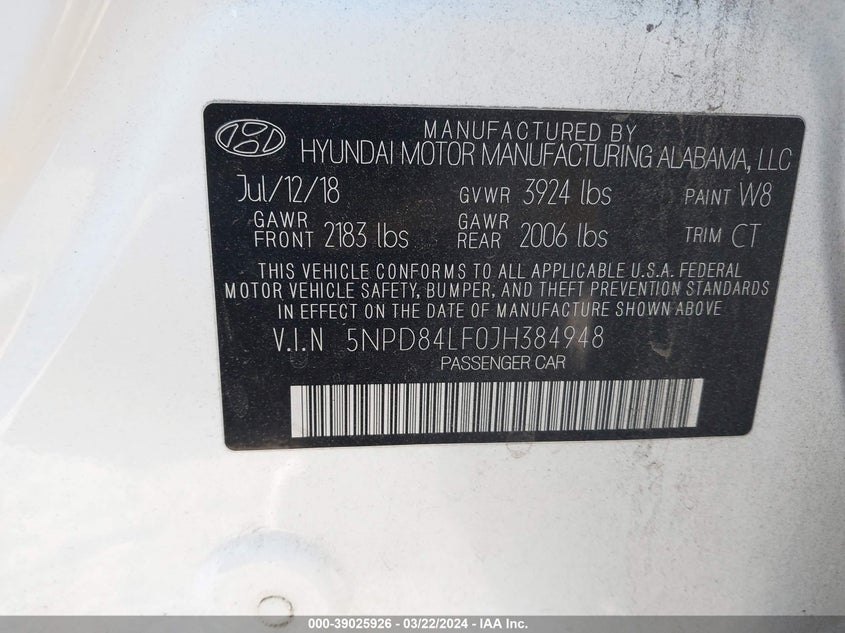 MANUFACTURED BY
HYUNDAI MOTOR MANUFACTURING ALABAMA, LLC
Jul/12/18 GVWR 3924 lbs PAINT W8
GAWR FRONT 2183 lbs GAWR REAR 2006 lbs TRIM CT
THIS VEHICLE CONFORMS TO ALL APPLICABLE U.S.A. FEDERAL
MOTOR VEHICLE SAFETY, BUMPER, AND THEFT PREVENTION STANDARDS
IN EFFECT ON THE DATE OF MANUFACTURE SHOWN ABOVE
V.I.N 5NPD84LF0JH384948
PASSENGER CAR
000-39025926 - 03/22/2024 - IAA Inc.